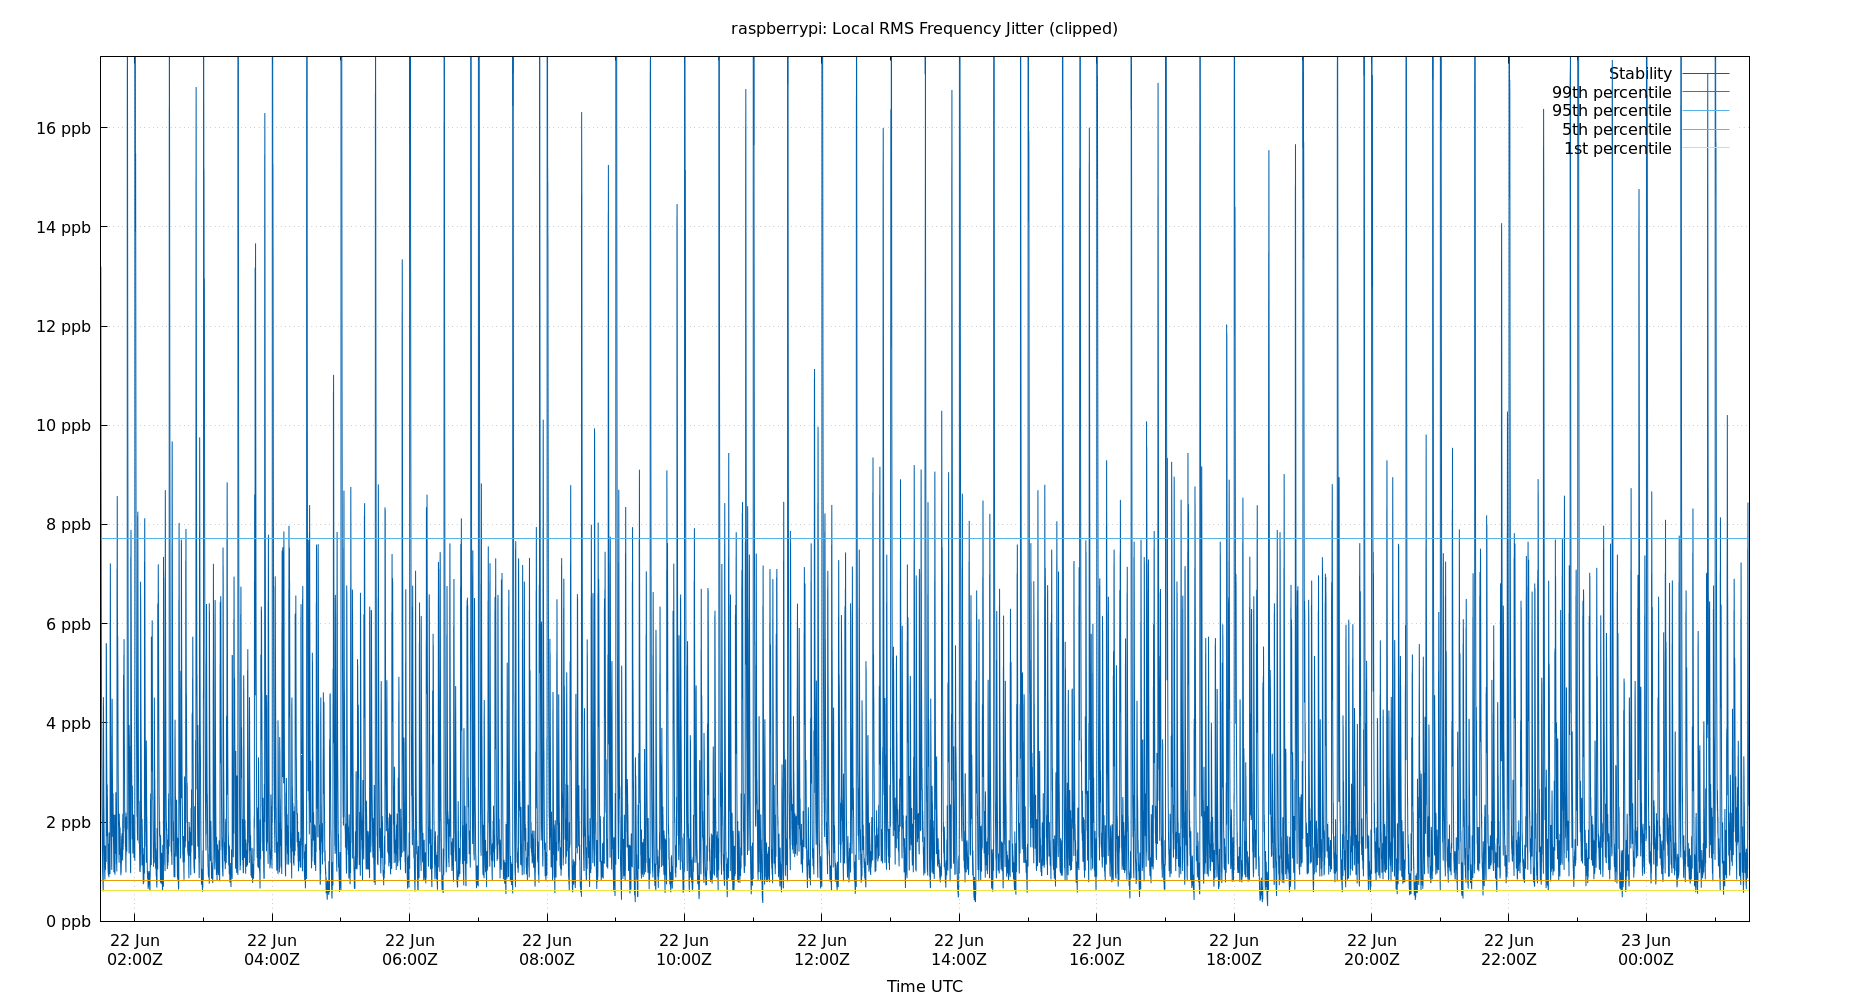 raspberrypi: Local RMS Frequency Jitter (clipped)
Stability
99th percentile
95th percentile
5th percentile
1st percentile
16 ppb
14 ppb
12 ppb
10 ppb
8 ppb
6 ppb
4 ppb
2 ppb
0 ppb
22 Jun 22 Jun 22 Jun 22 Jun 22 Jun 22 Jun 22 Jun 22 Jun 22 Jun 22 Jun 22 Jun 23 Jun
02:00Z 04:00Z 06:00Z 08:00Z 10:00Z 12:00Z 14:00Z 16:00Z 18:00Z 20:00Z 22:00Z 00:00Z
Time UTC